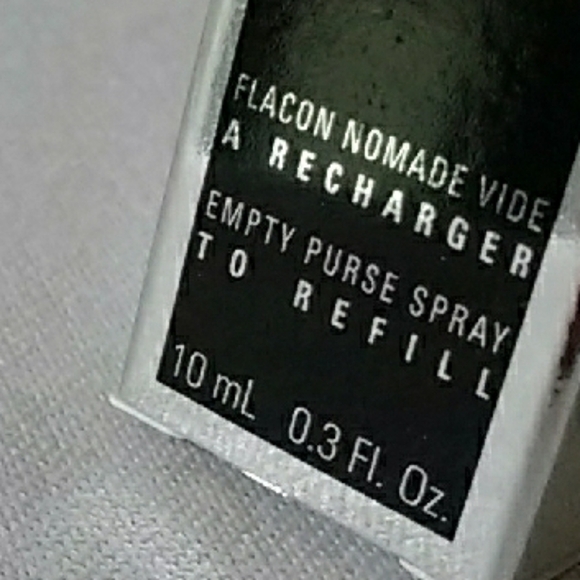 FLACON NOMADE VIDE
A RECHARGER
EMPTY PURSE SPRAY
TO REFILL
10 mL 0.3 Fl. Oz.